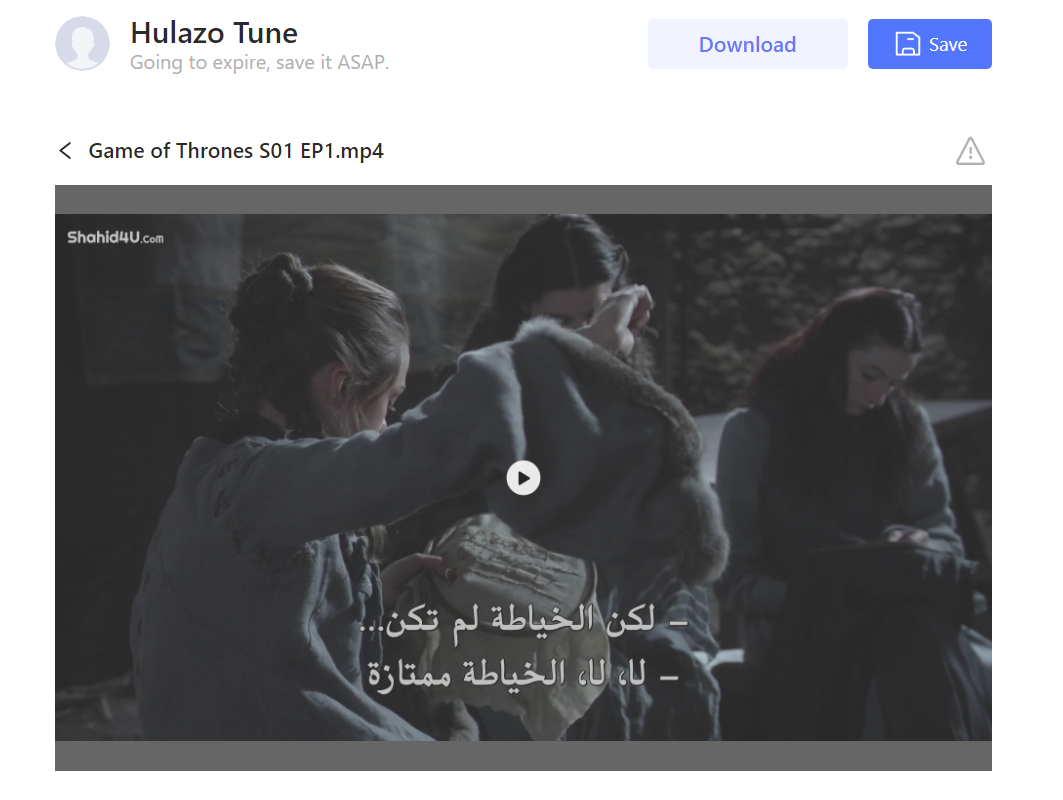 Hulazo Tune
Going to expire, save it ASAP.
Download
Save
Game of Thrones S01 EP1.mp4
Shahid4U.com
– لكن الخياطة لم تكن...
– لا، لا، الخياطة ممتازة